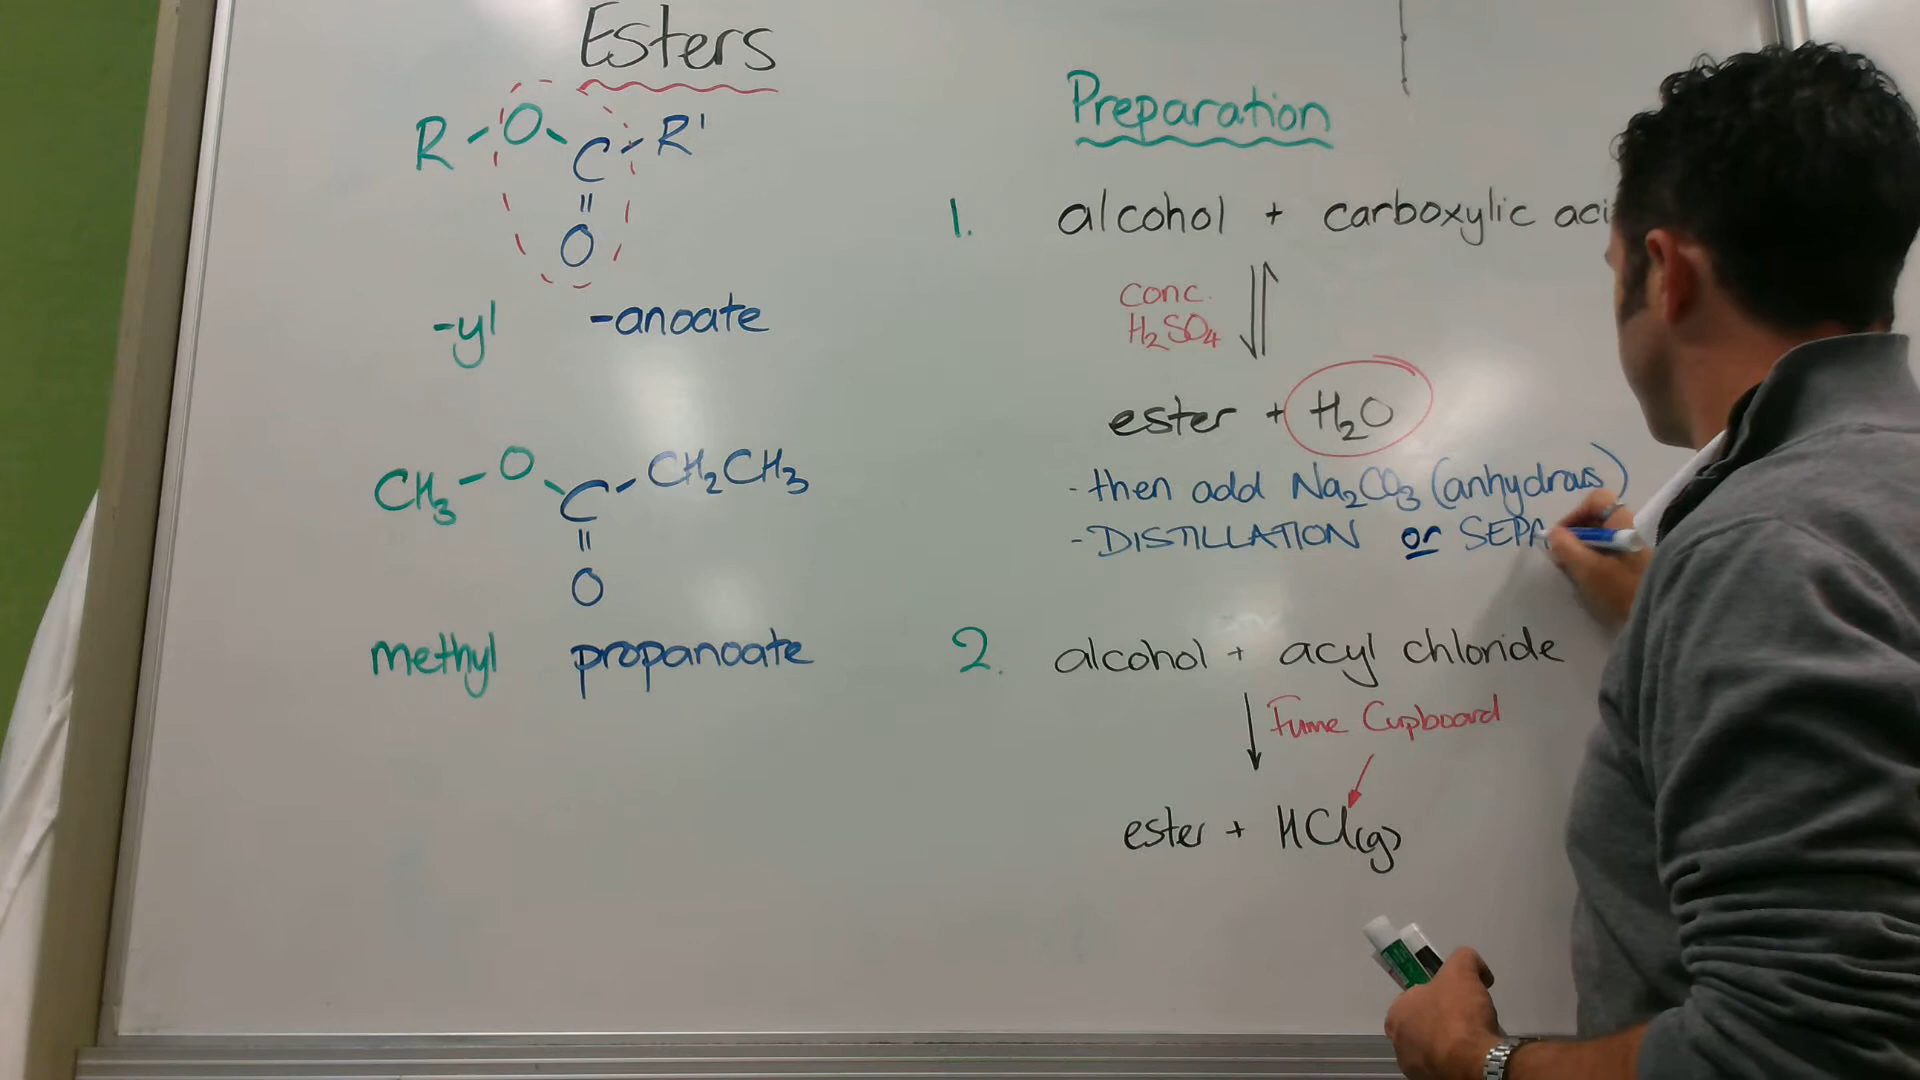 Esters
R - O - C - R'
=
O
-yl -anoate
CH3 - O - C - CH2CH3
=
O
methyl propanoate
Preparation
1. alcohol + carboxylic aci
conc.
H2SO4
ester + H2O
- then add Na2CO3 (anhydrous)
- DISTILLATION or SEPA
2. alcohol + acyl chloride
Fume Cupboard
ester + HCl(g)